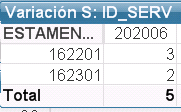 Variación S: ID_SERV
ESTAMEN... 202006
162201 3
162301 2
Total 5